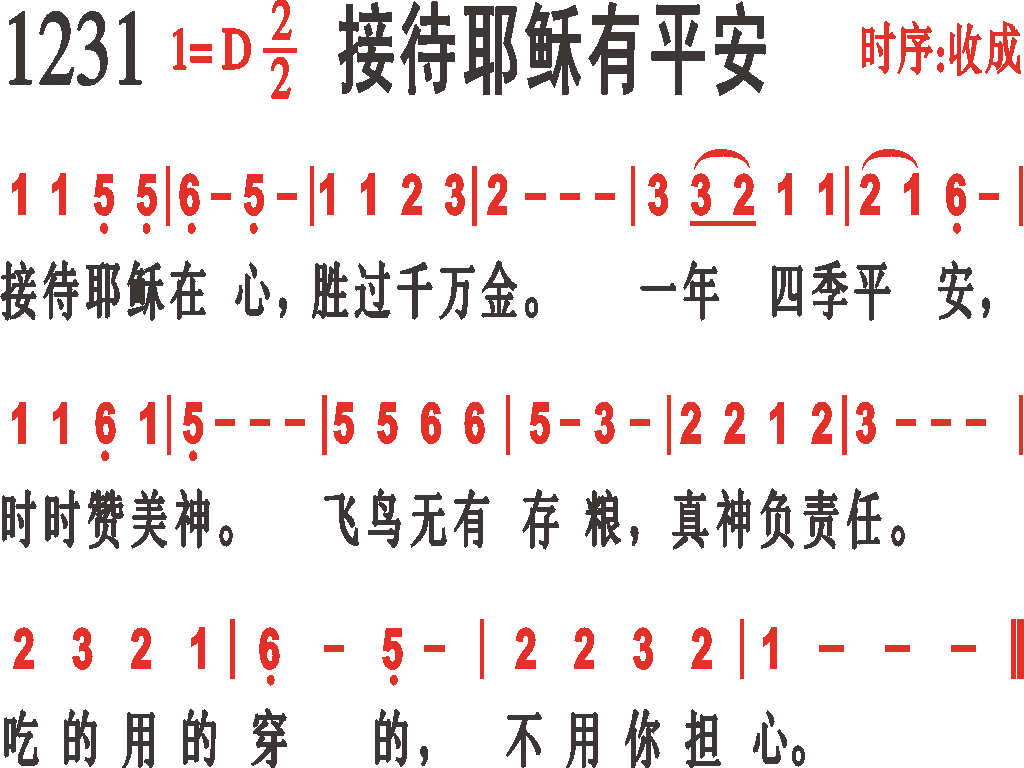 1231 1=D 2/2 接待耶稣有平安 时序:收成
1 1 5̣ 5̣ | 6̣ - 5̣ - | 1 1 2 3 | 2 - - - | 3 3 2 1 1 | 2 1 6̣ - |
接待耶稣在 心，胜过千万金。 一年 四季平 安，
1 1 6̣ 1 | 5̣ - - - | 5 5 6 6 | 5 - 3 - | 2 2 1 2 | 3 - - - |
时时赞美神。 飞鸟无有 存 粮，真神负责任。
2 3 2 1 | 6̣ - 5̣ - | 2 2 3 2 | 1 - - - ‖
吃 的 用 的 穿 的， 不 用 你 担 心。